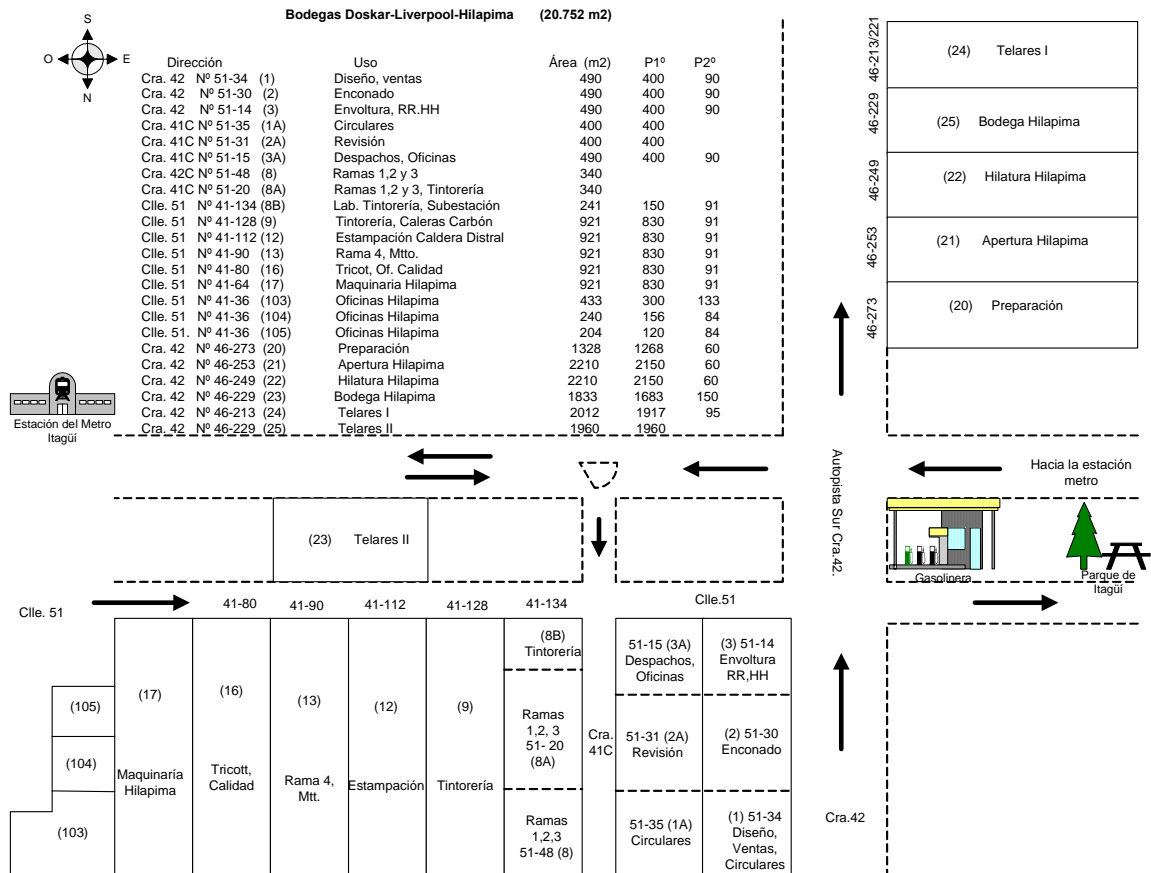 Bodegas Doskar-Liverpool-Hilapima (20.752 m2)
S
O E
N
Dirección Uso Área (m2) P1º P2º
Cra. 42 Nº 51-34 (1) Diseño, ventas 490 400 90
Cra. 42 Nº 51-30 (2) Enconado 490 400 90
Cra. 42 Nº 51-14 (3) Envoltura, RR.HH 490 400 90
Cra. 41C Nº 51-35 (1A) Circulares 400 400
Cra. 41C Nº 51-31 (2A) Revisión 400 400
Cra. 41C Nº 51-15 (3A) Despachos, Oficinas 490 400 90
Cra. 42C Nº 51-48 (8) Ramas 1,2 y 3 340
Cra. 41C Nº 51-20 (8A) Ramas 1,2 y 3, Tintorería 340
Clle. 51 Nº 41-134 (8B) Lab. Tintorería, Subestación 241 150 91
Clle. 51 Nº 41-128 (9) Tintorería, Caleras Carbón 921 830 91
Clle. 51 Nº 41-112 (12) Estampación Caldera Distral 921 830 91
Clle. 51 Nº 41-90 (13) Rama 4, Mtto. 921 830 91
Clle. 51 Nº 41-80 (16) Tricot, Of. Calidad 921 830 91
Clle. 51 Nº 41-64 (17) Maquinaria Hilapima 921 830 91
Clle. 51 Nº 41-36 (103) Oficinas Hilapima 433 300 133
Clle. 51 Nº 41-36 (104) Oficinas Hilapima 240 156 84
Clle. 51. Nº 41-36 (105) Oficinas Hilapima 204 120 84
Cra. 42 Nº 46-273 (20) Preparación 1328 1268 60
Cra. 42 Nº 46-253 (21) Apertura Hilapima 2210 2150 60
Cra. 42 Nº 46-249 (22) Hilatura Hilapima 2210 2150 60
Cra. 42 Nº 46-229 (23) Bodega Hilapima 1833 1683 150
Cra. 42 Nº 46-213 (24) Telares I 2012 1917 95
Cra. 42 Nº 46-229 (25) Telares II 1960 1960
46-213/221
(24) Telares I
46-229
(25) Bodega Hilapima
46-249
(22) Hilatura Hilapima
46-253
(21) Apertura Hilapima
46-273
(20) Preparación
Estación del Metro
Itagüí
Autopista Sur Cra.42.
Hacia la estación
metro
(23) Telares II
Gasolinera
Parque de
Itagüí
Clle. 51
41-80 41-90 41-112 41-128 41-134
Clle.51
(105)
(104)
(103)
(17)
Maquinaría
Hilapima
(16)
Tricott,
Calidad
(13)
Rama 4,
Mtt.
(12)
Estampación
(9)
Tintorería
(8B)
Tintorería
Ramas
1,2, 3
51- 20
(8A)
Ramas
1,2,3
51-48 (8)
Cra.
41C
51-15 (3A)
Despachos,
Oficinas
(3) 51-14
Envoltura
RR,HH
51-31 (2A)
Revisión
(2) 51-30
Enconado
51-35 (1A)
Circulares
(1) 51-34
Diseño,
Ventas,
Circulares
Cra.42